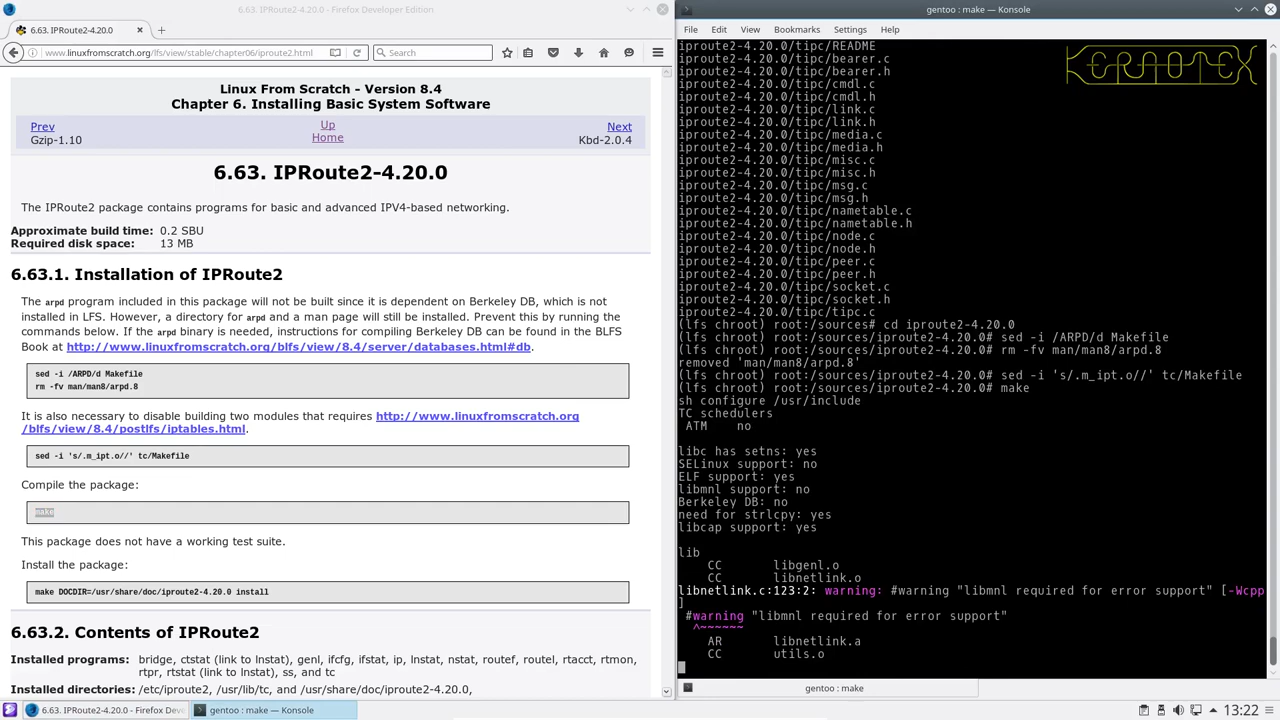 6.63. IPRoute2-4.20.0 - Firefox Developer Edition
6.63. IPRoute2-4.20.0
www.linuxfromscratch.org/lfs/view/stable/chapter06/iproute2.html
Search
Linux From Scratch - Version 8.4
Chapter 6. Installing Basic System Software
Prev
Up
Next
Gzip-1.10
Home
Kbd-2.0.4
6.63. IPRoute2-4.20.0
The IPRoute2 package contains programs for basic and advanced IPV4-based networking.
Approximate build time: 0.2 SBU
Required disk space: 13 MB
6.63.1. Installation of IPRoute2
The arpd program included in this package will not be built since it is dependent on Berkeley DB, which is not
installed in LFS. However, a directory for arpd and a man page will still be installed. Prevent this by running the
commands below. If the arpd binary is needed, instructions for compiling Berkeley DB can be found in the BLFS
Book at http://www.linuxfromscratch.org/blfs/view/8.4/server/databases.html#db.
sed -i /ARPD/d Makefile
rm -fv man/man8/arpd.8
It is also necessary to disable building two modules that requires http://www.linuxfromscratch.org
/blfs/view/8.4/postlfs/iptables.html.
sed -i 's/.m_ipt.o//' tc/Makefile
Compile the package:
make
This package does not have a working test suite.
Install the package:
make DOCDIR=/usr/share/doc/iproute2-4.20.0 install
6.63.2. Contents of IPRoute2
Installed programs: bridge, ctstat (link to lnstat), genl, ifcfg, ifstat, ip, lnstat, nstat, routef, routel, rtacct, rtmon,
rtpr, rtstat (link to lnstat), ss, and tc
Installed directories: /etc/iproute2, /usr/lib/tc, and /usr/share/doc/iproute2-4.20.0,
gentoo : make — Konsole
File Edit View Bookmarks Settings Help
KERAOTEX
iproute2-4.20.0/tipc/README
iproute2-4.20.0/tipc/bearer.c
iproute2-4.20.0/tipc/bearer.h
iproute2-4.20.0/tipc/cmdl.c
iproute2-4.20.0/tipc/cmdl.h
iproute2-4.20.0/tipc/link.c
iproute2-4.20.0/tipc/link.h
iproute2-4.20.0/tipc/media.c
iproute2-4.20.0/tipc/media.h
iproute2-4.20.0/tipc/misc.c
iproute2-4.20.0/tipc/misc.h
iproute2-4.20.0/tipc/msg.c
iproute2-4.20.0/tipc/msg.h
iproute2-4.20.0/tipc/nametable.c
iproute2-4.20.0/tipc/nametable.h
iproute2-4.20.0/tipc/node.c
iproute2-4.20.0/tipc/node.h
iproute2-4.20.0/tipc/peer.c
iproute2-4.20.0/tipc/peer.h
iproute2-4.20.0/tipc/socket.c
iproute2-4.20.0/tipc/socket.h
iproute2-4.20.0/tipc/tipc.c
(lfs chroot) root:/sources# cd iproute2-4.20.0
(lfs chroot) root:/sources/iproute2-4.20.0# sed -i /ARPD/d Makefile
(lfs chroot) root:/sources/iproute2-4.20.0# rm -fv man/man8/arpd.8
removed 'man/man8/arpd.8'
(lfs chroot) root:/sources/iproute2-4.20.0# sed -i 's/.m_ipt.o//' tc/Makefile
(lfs chroot) root:/sources/iproute2-4.20.0# make
sh configure /usr/include
TC schedulers
ATM no
libc has setns: yes
SELinux support: no
ELF support: yes
libmnl support: no
Berkeley DB: no
need for strlcpy: yes
libcap support: yes
lib
CC libgenl.o
CC libnetlink.o
libnetlink.c:123:2: warning: #warning "libmnl required for error support" [-Wcpp
]
#warning "libmnl required for error support"
^~~~~~~
AR libnetlink.a
CC utils.o
gentoo : make
6.63. IPRoute2-4.20.0 - Firefox Deve
gentoo : make — Konsole
13:22